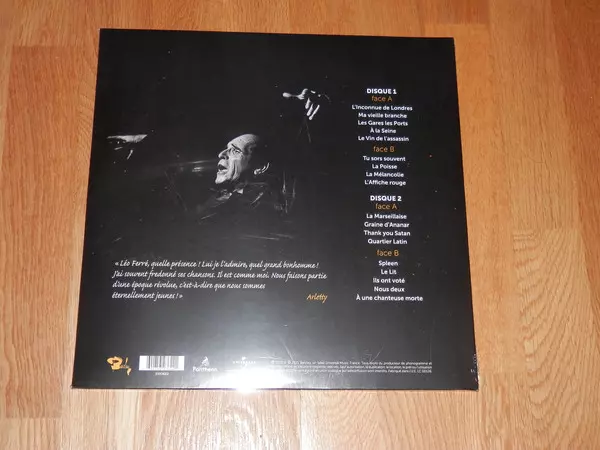 DISQUE 1
face A
L'Inconnue de Londres
Ma vieille branche
Les Gares les Ports
À la Seine
Le Vin de l'assassin
face B
Tu sors souvent
La Poisse
La Mélancolie
L'Affiche rouge
DISQUE 2
face A
La Marseillaise
Graine d'Ananar
Thank you Satan
Quartier Latin
face B
Spleen
Le Lit
Ils ont voté
Nous deux
À une chanteuse morte
« Léo Ferré, quelle présence ! Lui je l'admire, quel grand bonhomme !
J'ai souvent fredonné ses chansons. Il est comme moi. Nous faisons partie
d'une époque révolue, c'est-à-dire que nous sommes
éternellement jeunes ! »
Arletty
Panthéon